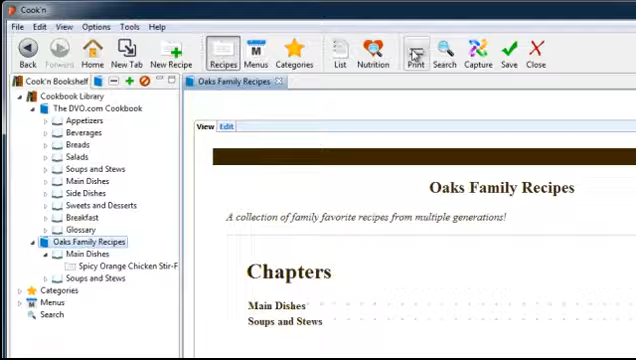 Cook'n
File Edit View Options Tools Help
Back Forward Home New Tab New Recipe Recipes Menus Categories List Nutrition Print Search Capture Save Close
Cook'n Bookshelf
Oaks Family Recipes
Cookbook Library
The DVO.com Cookbook
Appetizers
Beverages
Breads
Salads
Soups and Stews
Main Dishes
Side Dishes
Sweets and Desserts
Breakfast
Glossary
Oaks Family Recipes
Main Dishes
Spicy Orange Chicken Stir-F
Soups and Stews
Categories
Menus
Search
View Edit
Oaks Family Recipes
A collection of family favorite recipes from multiple generations!
Chapters
Main Dishes
Soups and Stews